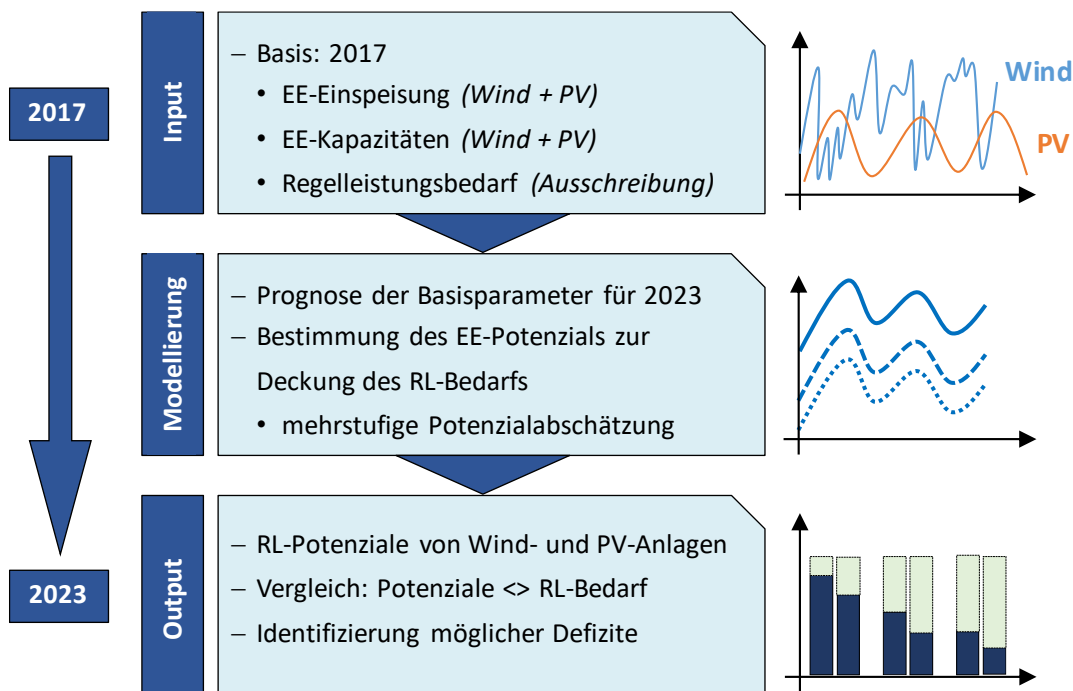 2017
Input
– Basis: 2017
• EE-Einspeisung (Wind + PV)
• EE-Kapazitäten (Wind + PV)
• Regelleistungsbedarf (Ausschreibung)
Wind
PV
Modellierung
– Prognose der Basisparameter für 2023
– Bestimmung des EE-Potenzials zur
Deckung des RL-Bedarfs
• mehrstufige Potenzialabschätzung
2023
Output
– RL-Potenziale von Wind- und PV-Anlagen
– Vergleich: Potenziale <> RL-Bedarf
– Identifizierung möglicher Defizite